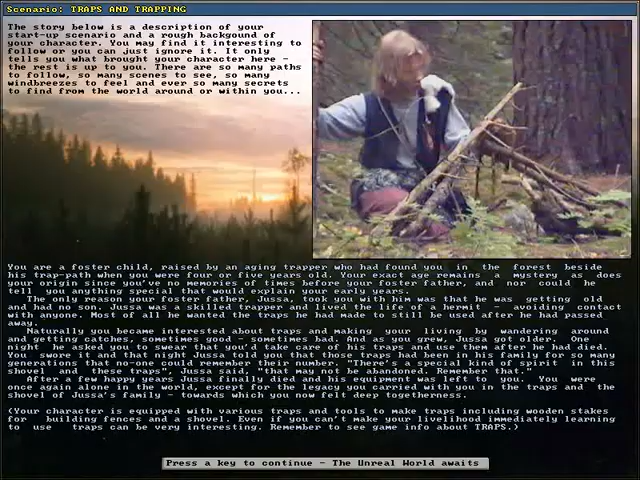 Scenario: TRAPS AND TRAPPING
The story below is a description of your
start-up scenario and a rough backgound of
your character. You may find it interesting to
follow or you can just ignore it. It only
tells you what brought your character here -
the rest is up to you. There are so many paths
to follow, so many scenes to see, so many
windbreezes to feel and ever so many secrets
to find from the world around or within you...
You are a foster child, raised by an aging trapper who had found you in the forest beside
his trap-path when you were four or five years old. Your exact age remains a mystery as does
your origin since you've no memories of times before your foster father, and nor could he
tell you anything special that would explain your early years.
The only reason your foster father, Jussa, took you with him was that he was getting old
and had no son. Jussa was a skilled trapper and lived the life of a hermit - avoiding contact
with anyone. Most of all he wanted the traps he had made to still be used after he had passed
away.
Naturally you became interested about traps and making your living by wandering around
and getting catches, sometimes good - sometimes bad. And as you grew, Jussa got older. One
night he asked you to swear that you'd take care of his traps and use them after he had died.
You swore it and that night Jussa told you that those traps had been in his family for so many
generations that no-one could remember their number. "There's a special kind of spirit in this
shovel and these traps", Jussa said, "that may not be abandoned. Remember that."
After a few happy years Jussa finally died and his equipment was left to you. You were
once again alone in the world, except for the legacy you carried with you in the traps and the
shovel of Jussa's family - towards which you now felt deep togetherness.
(Your character is equipped with various traps and tools to make traps including wooden stakes
for building fences and a shovel. Even if you can't make your livelihood immediately learning
to use traps can be very interesting. Remember to see game info about TRAPS.)
Press a key to continue - The Unreal World awaits